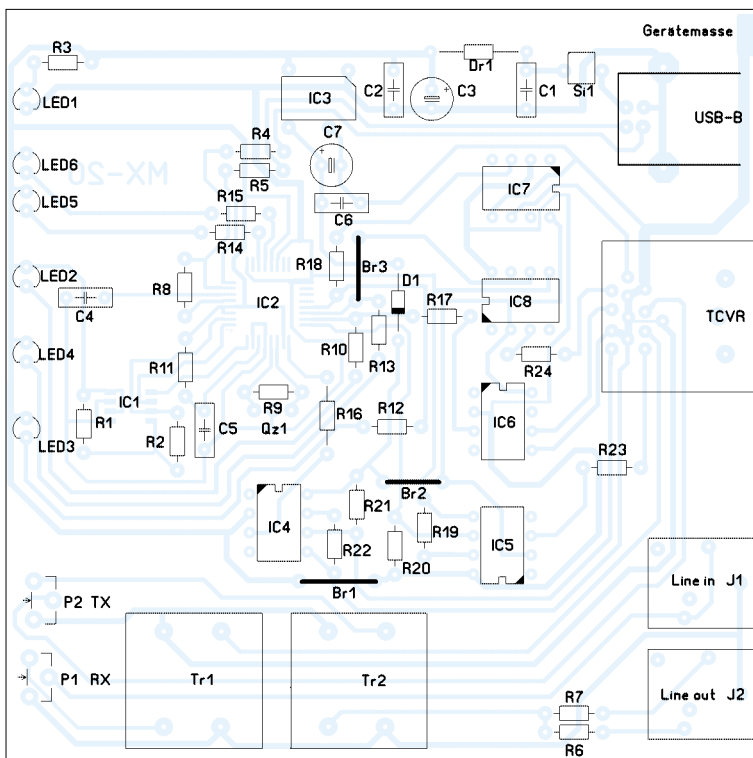 Gerätemasse
R3
Dr1
C2
C3
C1
Si1
IC3
LED1
USB-B
C7
R4
R5
MX-20
LED6
LED5
IC7
R15
R14
C6
R18
Br3
LED2
C4
R8
IC2
D1
R17
IC8
TCVR
R10
R13
R24
LED4
R11
IC1
R9
Qz1
R16
R12
IC6
R1
R2
C5
LED3
R23
Br2
R21
IC4
R19
R22
R20
IC5
Br1
Line in J1
P2 TX
P1 RX
Tr1
Tr2
Line out J2
R7
R6